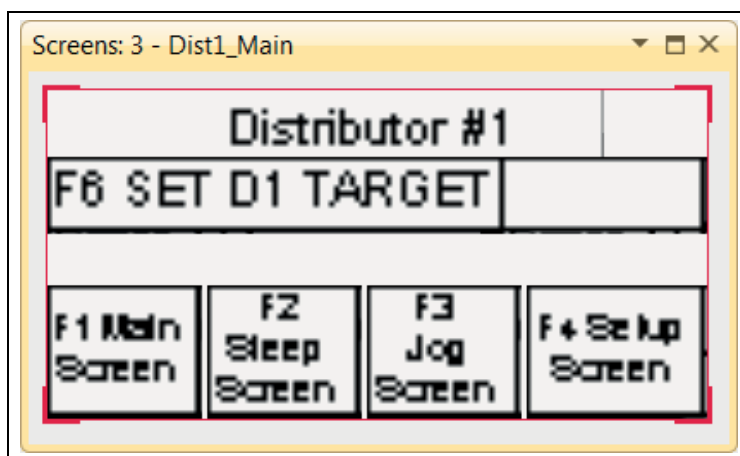 Screens: 3 - Dist1_Main
Distributor #1
F6 SET D1 TARGET
F1 Main
Screen
F2
Sleep
Screen
F3
Jog
Screen
F4 Setup
Screen